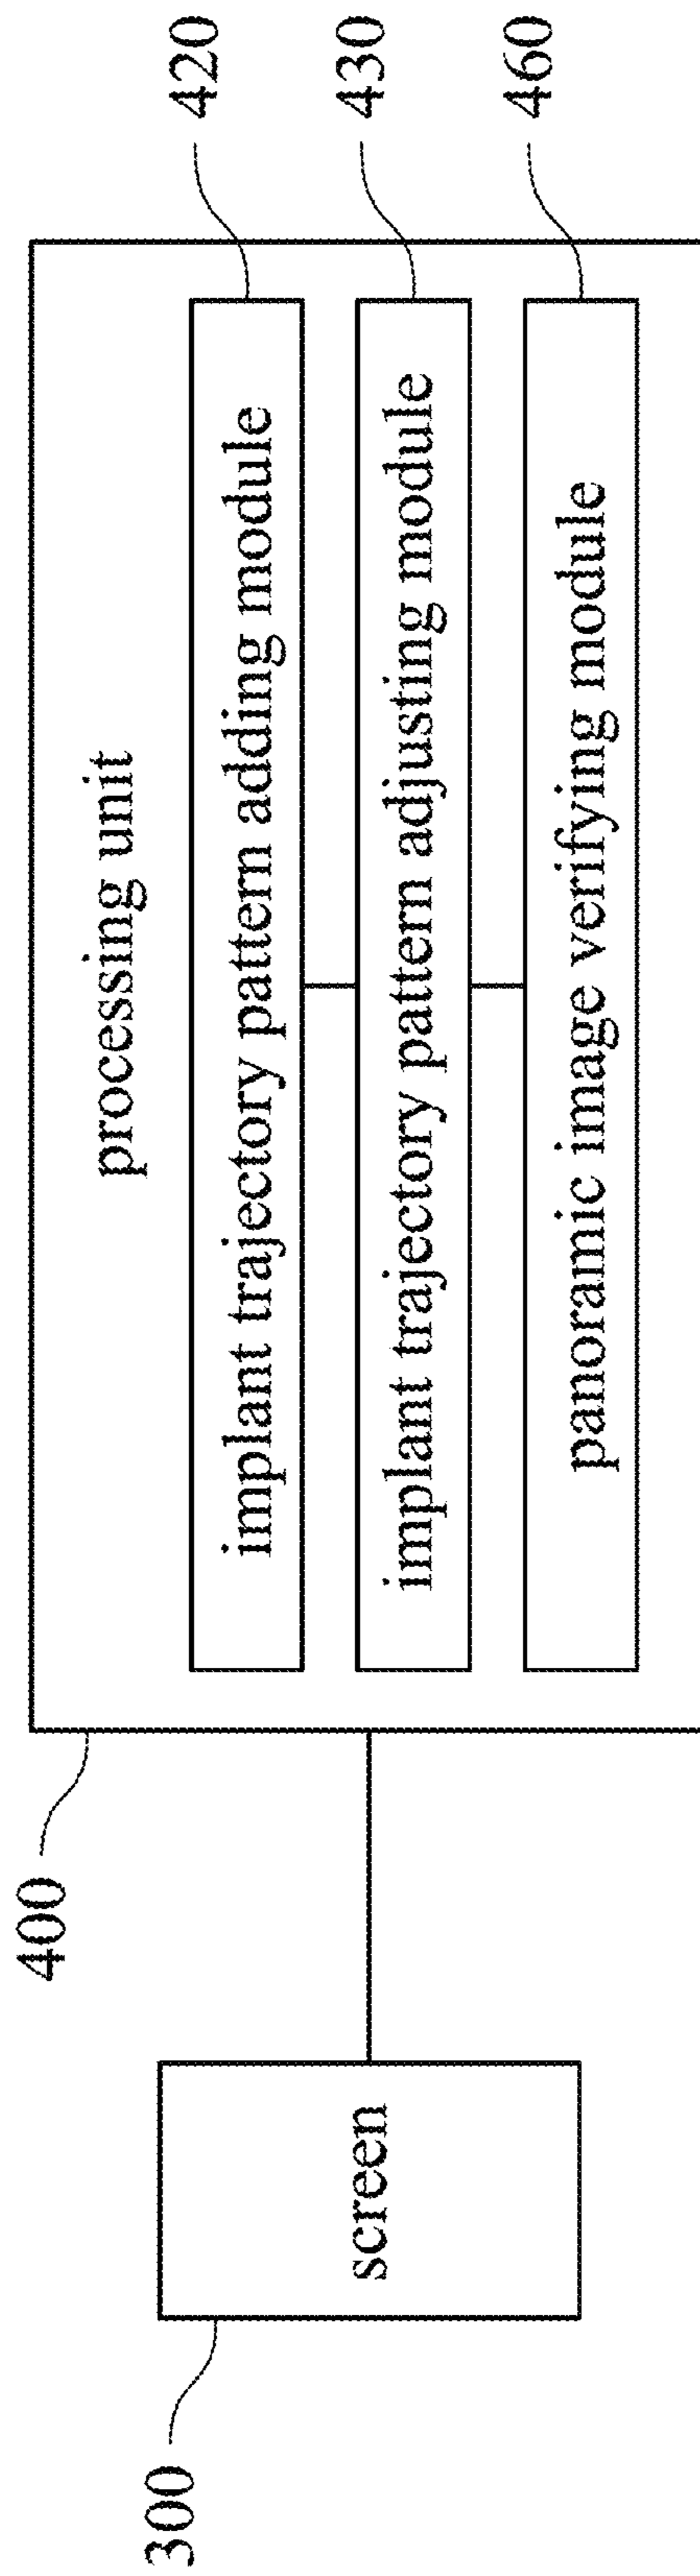 400
processing unit
implant trajectory pattern adding module
420
implant trajectory pattern adjusting module
430
panoramic image verifying module
460
300
screen